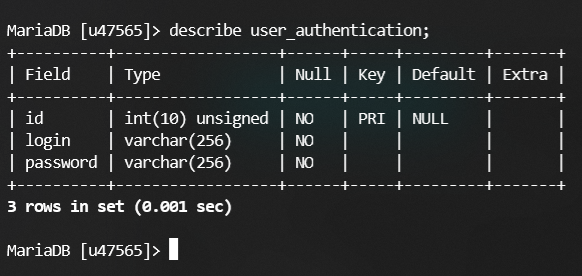 MariaDB [u47565]> describe user_authentication;
+----------+------------------+------+-----+---------+-------+
| Field    | Type             | Null | Key | Default | Extra |
+----------+------------------+------+-----+---------+-------+
| id       | int(10) unsigned | NO   | PRI | NULL    |       |
| login    | varchar(256)     | NO   |     |         |       |
| password | varchar(256)     | NO   |     |         |       |
+----------+------------------+------+-----+---------+-------+
3 rows in set (0.001 sec)
MariaDB [u47565]>